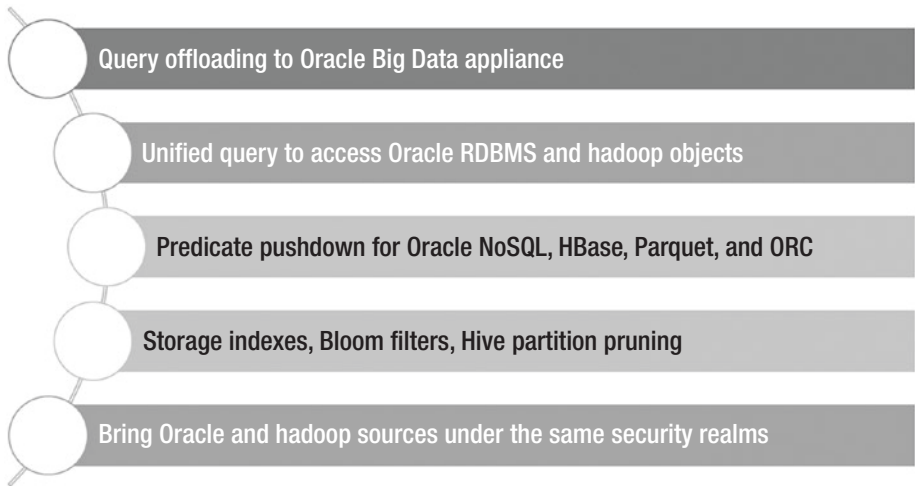 Query offloading to Oracle Big Data appliance
Unified query to access Oracle RDBMS and hadoop objects
Predicate pushdown for Oracle NoSQL, HBase, Parquet, and ORC
Storage indexes, Bloom filters, Hive partition pruning
Bring Oracle and hadoop sources under the same security realms